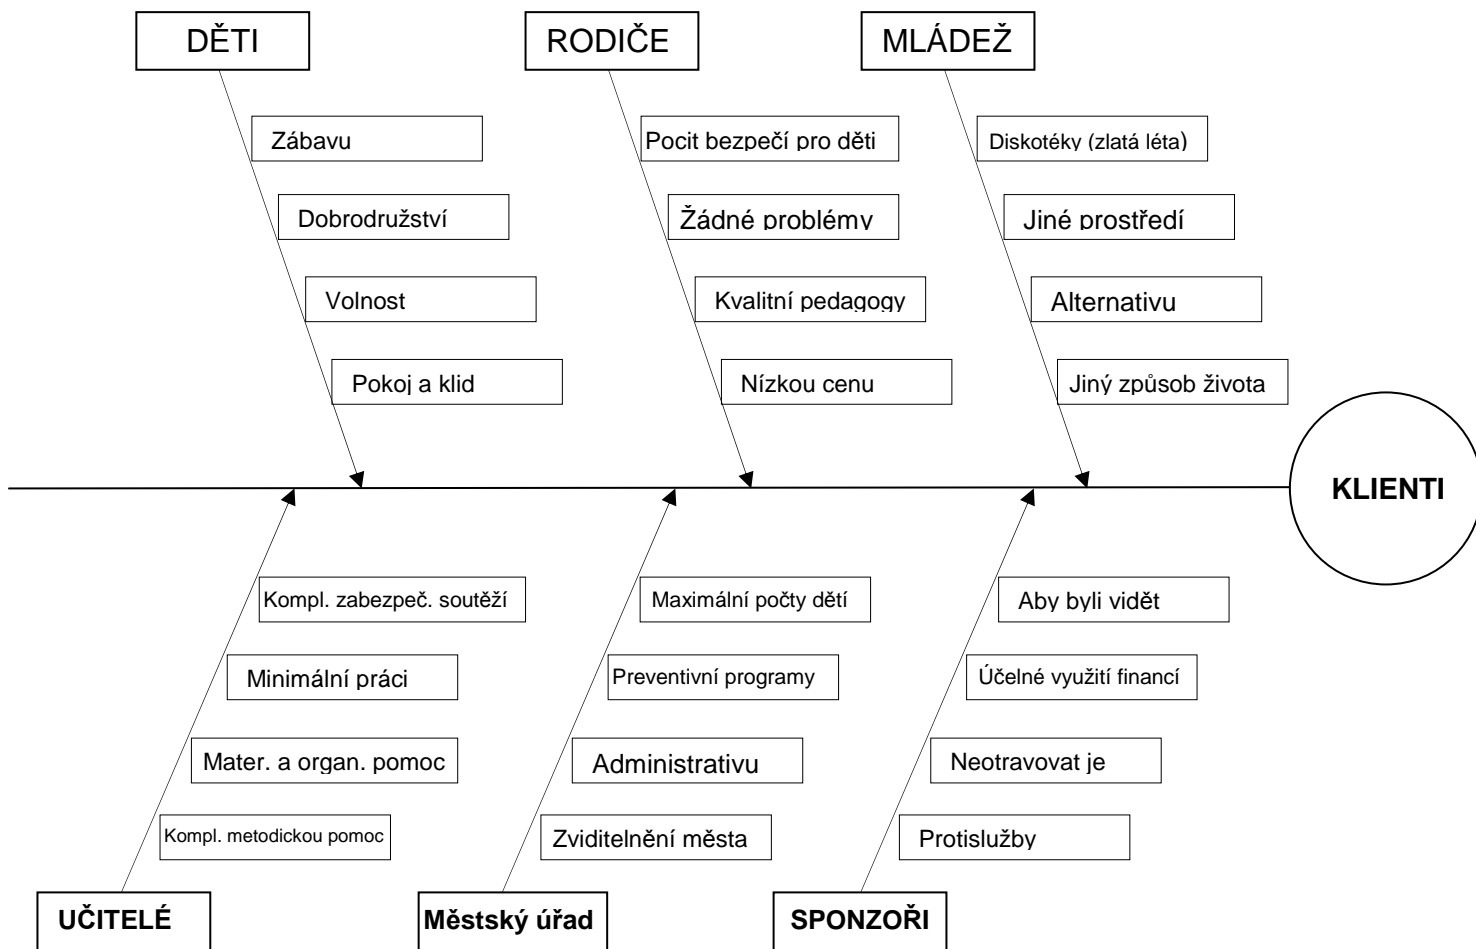 DĚTI
RODIČE
MLÁDEŽ
Zábavu
Pocit bezpečí pro děti
Diskotéky (zlatá léta)
Dobrodružství
Žádné problémy
Jiné prostředí
Volnost
Kvalitní pedagogy
Alternativu
Pokoj a klid
Nízkou cenu
Jiný způsob života
KLIENTI
Kompl. zabezpeč. soutěží
Maximální počty dětí
Aby byli vidět
Minimální práci
Preventivní programy
Účelné využití financí
Mater. a organ. pomoc
Administrativu
Neotravovat je
Kompl. metodickou pomoc
Zviditelnění města
Protislužby
UČITELÉ
Městský úřad
SPONZOŘI